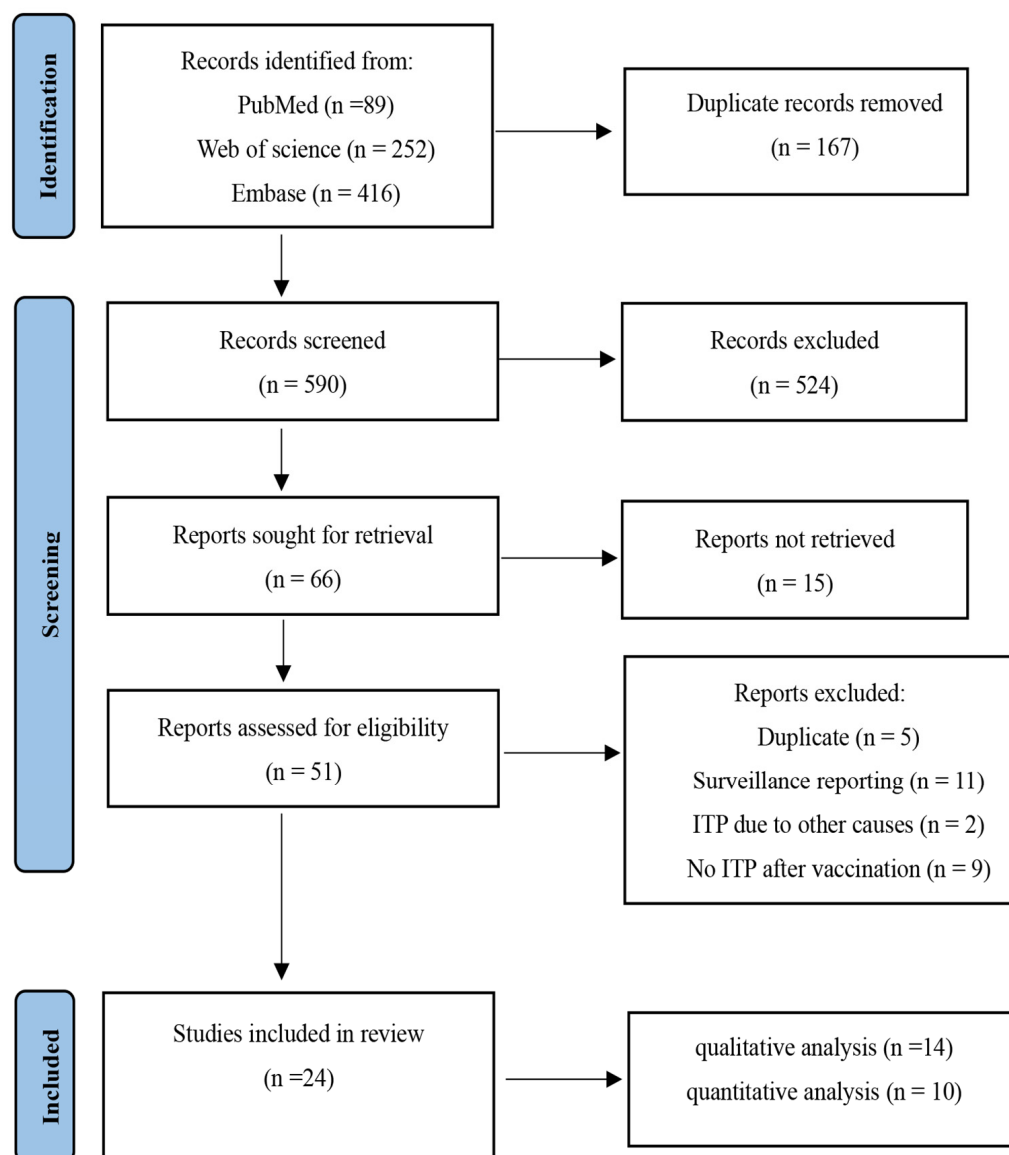 Identification
Records identified from:
PubMed (n =89)
Web of science (n = 252)
Embase (n = 416)
Duplicate records removed
(n = 167)
Screening
Records screened
(n = 590)
Records excluded
(n = 524)
Reports sought for retrieval
(n = 66)
Reports not retrieved
(n = 15)
Reports assessed for eligibility
(n = 51)
Reports excluded:
Duplicate (n = 5)
Surveillance reporting (n = 11)
ITP due to other causes (n = 2)
No ITP after vaccination (n = 9)
Included
Studies included in review
(n =24)
qualitative analysis (n =14)
quantitative analysis (n = 10)